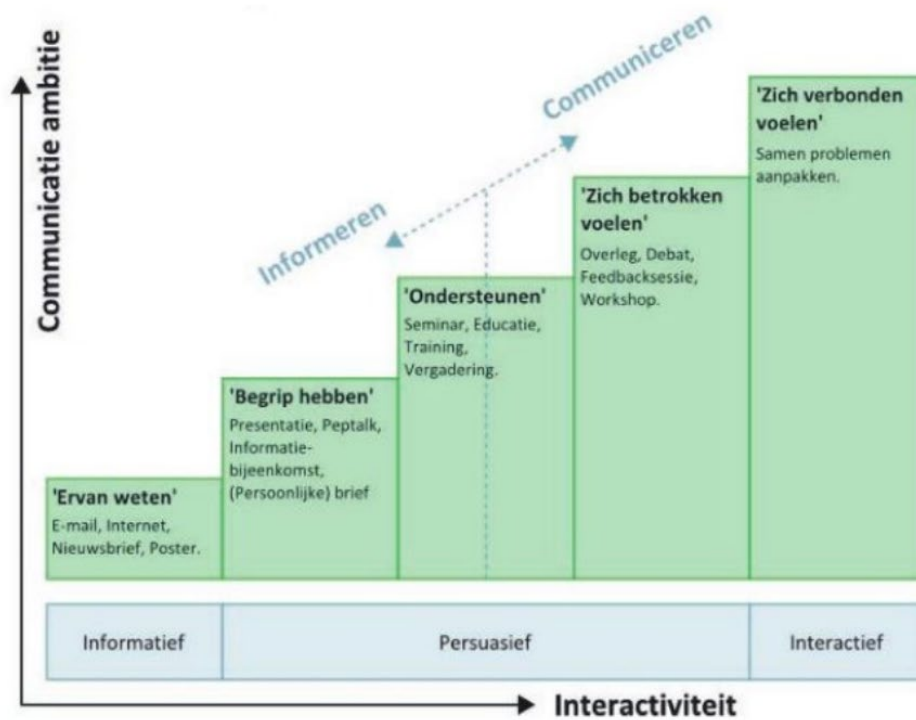 Communicatie ambitie
Informeren
Communiceren
'Ervan weten'
E-mail, Internet,
Nieuwsbrief, Poster.
'Begrip hebben'
Presentatie, Peptalk,
Informatie-
bijeenkomst,
(Persoonlijke) brief
'Ondersteunen'
Seminar, Educatie,
Training,
Vergadering.
'Zich betrokken
voelen'
Overleg, Debat,
Feedbacksessie,
Workshop.
'Zich verbonden
voelen'
Samen problemen
aanpakken.
Informatief
Persuasief
Interactief
Interactiviteit